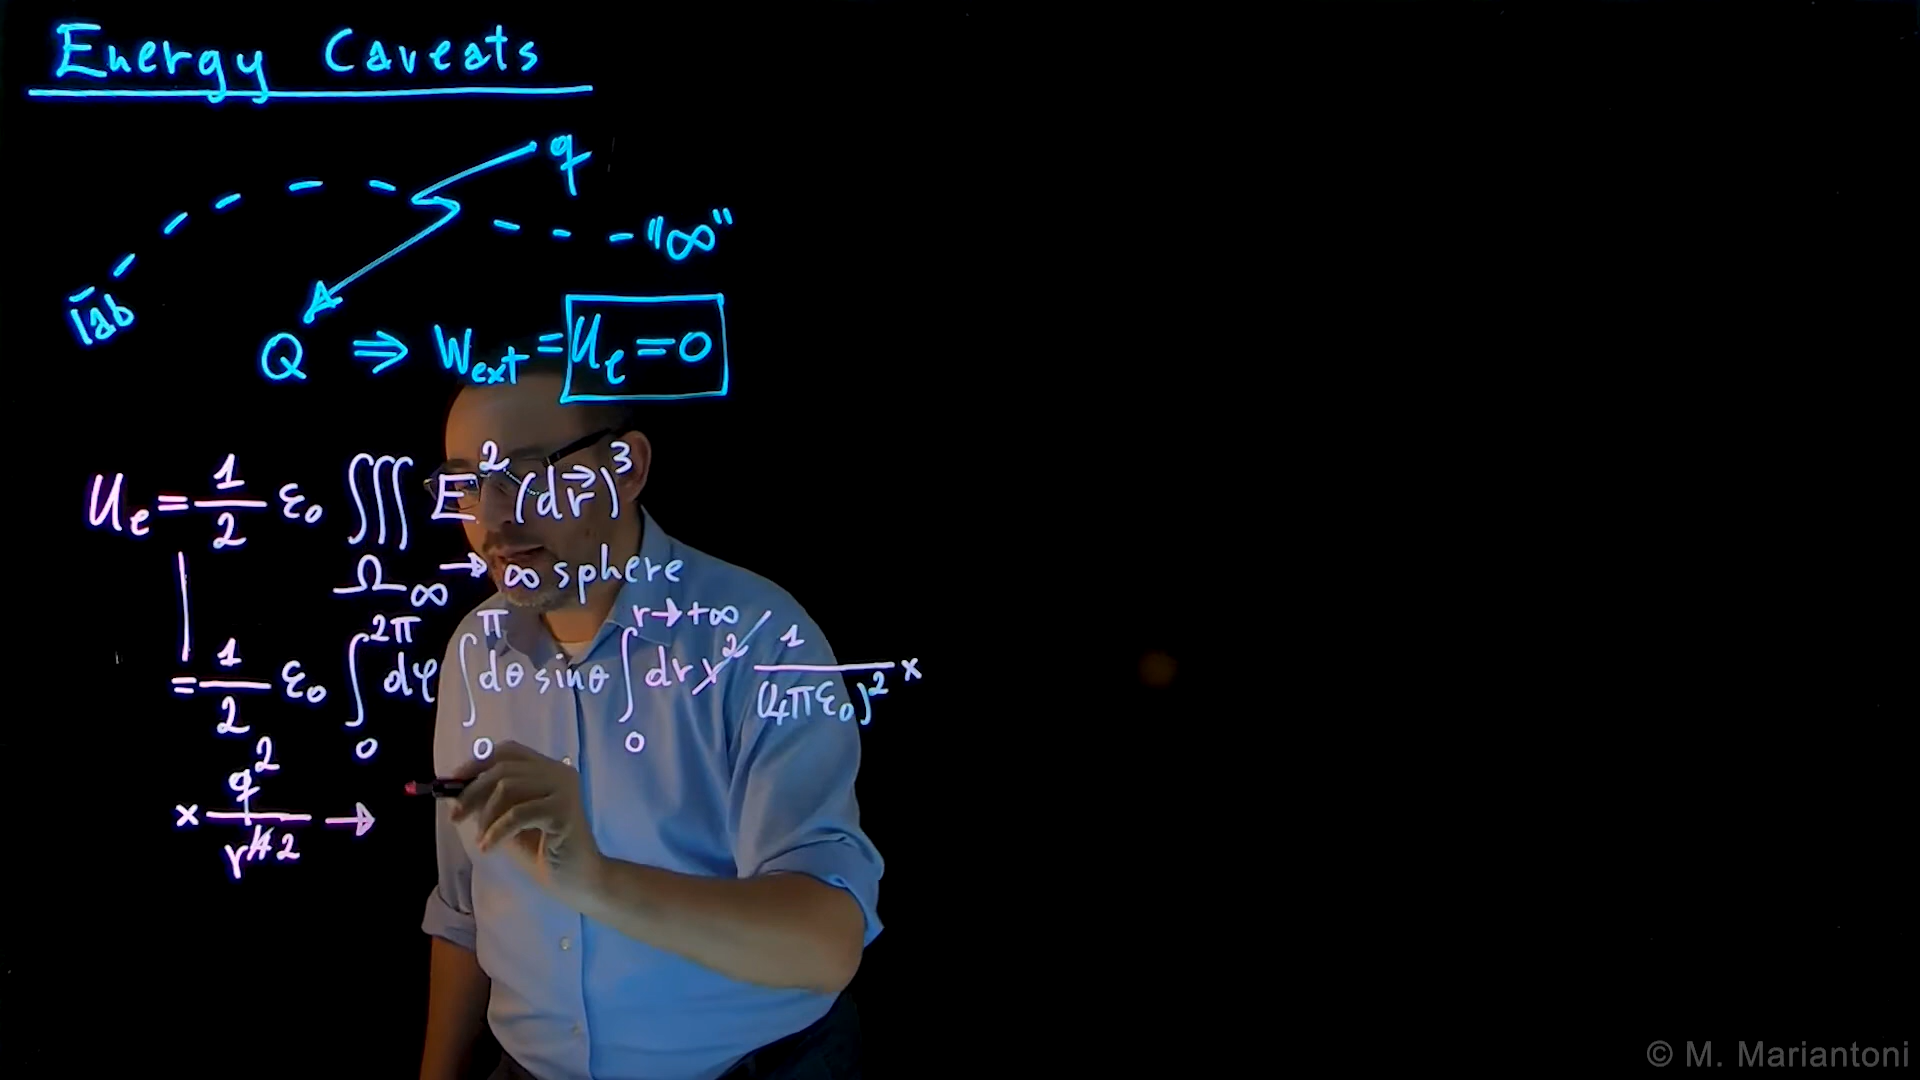 Energy Caveats
q
"∞"
lab
Q ⇒ W_ext = U_e = 0
U_e = 1/2 ε₀ ∭ E² (dr⃗)³
Ω_∞ → ∞ sphere
= 1/2 ε₀ ∫₀^2π dφ ∫₀^π dθ sinθ ∫₀^r→+∞ dr r² 1/(4πε₀)² ×
× q²/r⁴ 2 →
© M. Mariantoni